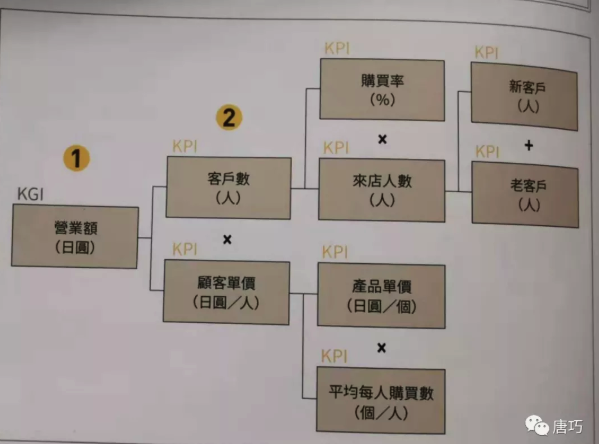 KPI
購買率
（%）
KPI
新客戶
（人）
1
2
×
+
KPI
客戶數
（人）
KPI
來店人數
（人）
KPI
老客戶
（人）
KGI
營業額
（日圓）
×
KPI
顧客單價
（日圓／人）
KPI
產品單價
（日圓／個）
×
KPI
平均每人購買數
（個／人）
唐巧